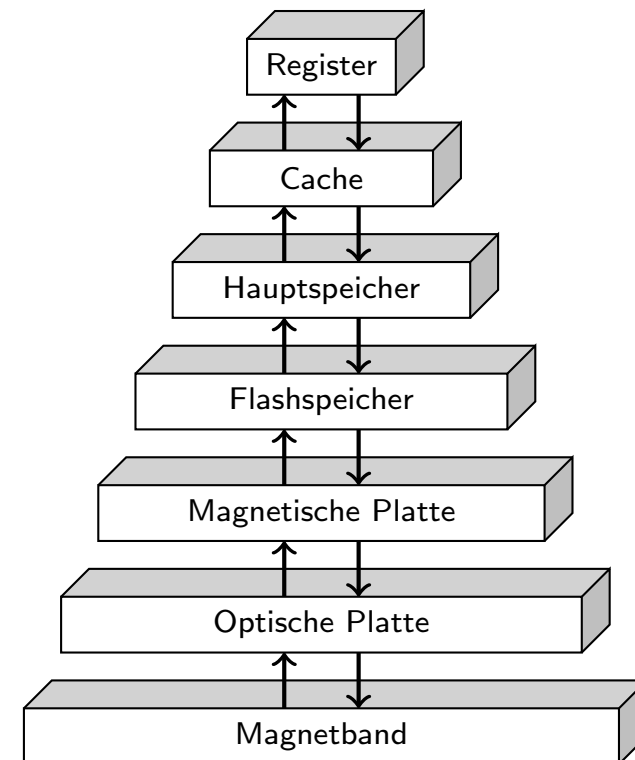 Register
Cache
Hauptspeicher
Flashspeicher
Magnetische Platte
Optische Platte
Magnetband